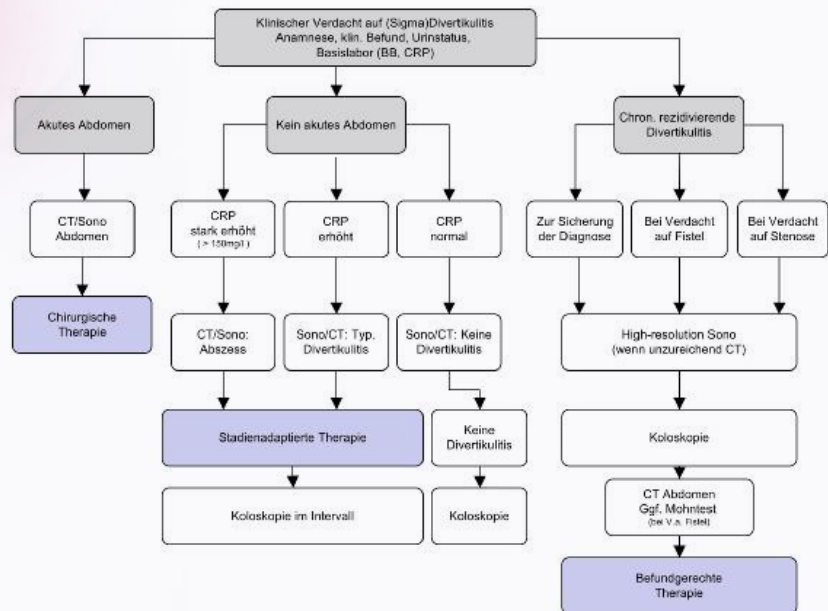 Klinischer Verdacht auf (Sigma)Divertikulitis
Anamnese, klin. Befund, Urinstatus,
Basislabor (BB, CRP)
Akutes Abdomen
Kein akutes Abdomen
Chron. rezidivierende
Divertikulitis
CT/Sono
Abdomen
CRP
stark erhöht
( > 150mg/l )
CRP
erhöht
CRP
normal
Zur Sicherung
der Diagnose
Bei Verdacht
auf Fistel
Bei Verdacht
auf Stenose
Chirurgische
Therapie
CT/Sono:
Abszess
Sono/CT: Typ.
Divertikulitis
Sono/CT: Keine
Divertikulitis
High-resolution Sono
(wenn unzureichend CT)
Stadienadaptierte Therapie
Keine
Divertikulitis
Koloskopie
Koloskopie im Intervall
Koloskopie
CT Abdomen
Ggf. Mohntest
(bei V.a. Fistel)
Befundgerechte
Therapie